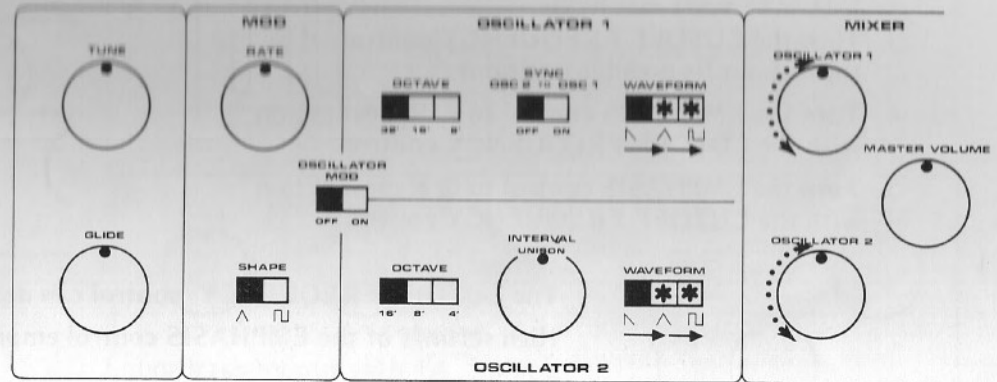 MOD
OSCILLATOR 1
MIXER
TUNE
RATE
OCTAVE
32' 16' 8'
SYNC
OSC 2 TO OSC 1
OFF ON
WAVEFORM
OSCILLATOR 1
MASTER VOLUME
OSCILLATOR
MOD
OFF ON
GLIDE
SHAPE
OCTAVE
16' 8' 4'
INTERVAL
UNISON
WAVEFORM
OSCILLATOR 2
OSCILLATOR 2